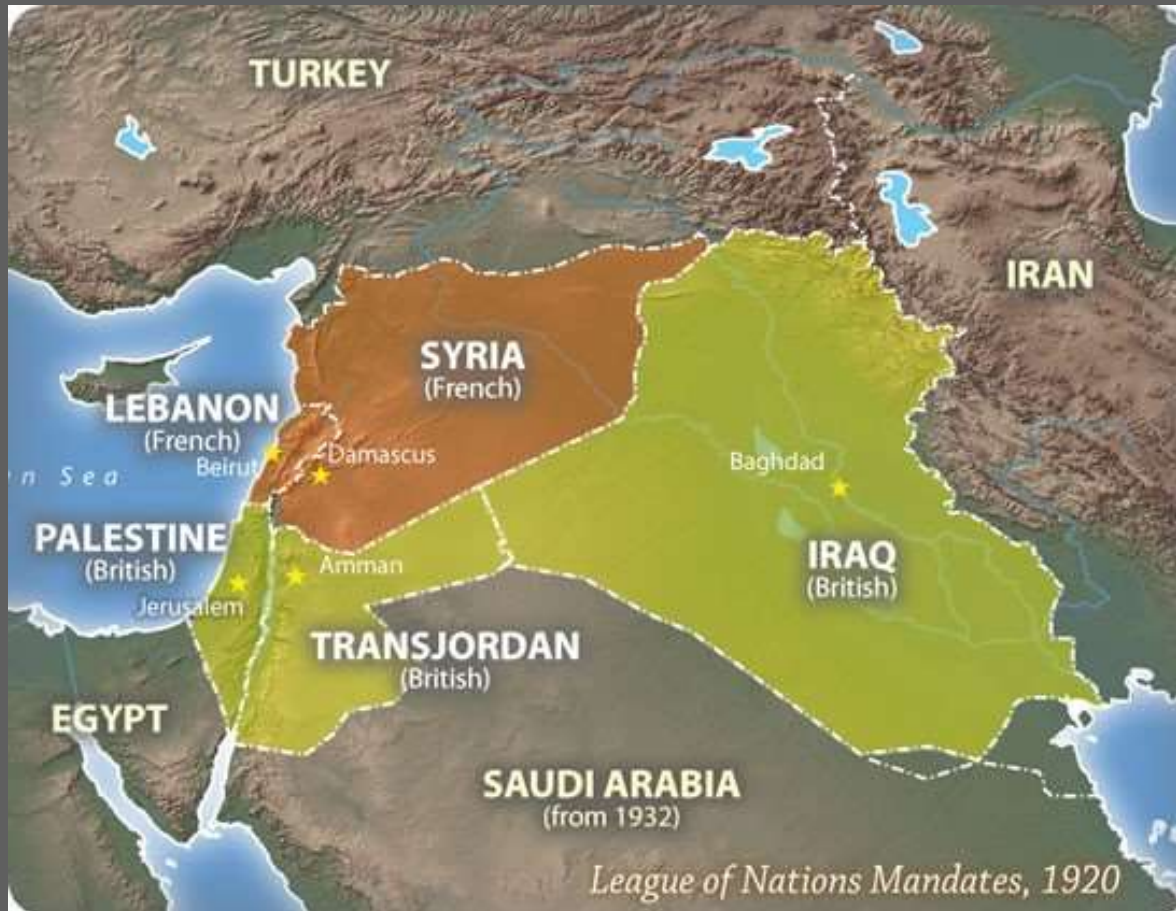 TURKEY
IRAN
SYRIA
(French)
LEBANON
(French)
Beirut
Damascus
n Sea
Baghdad
PALESTINE
(British)
Amman
IRAQ
(British)
Jerusalem
TRANSJORDAN
(British)
EGYPT
SAUDI ARABIA
(from 1932)
League of Nations Mandates, 1920